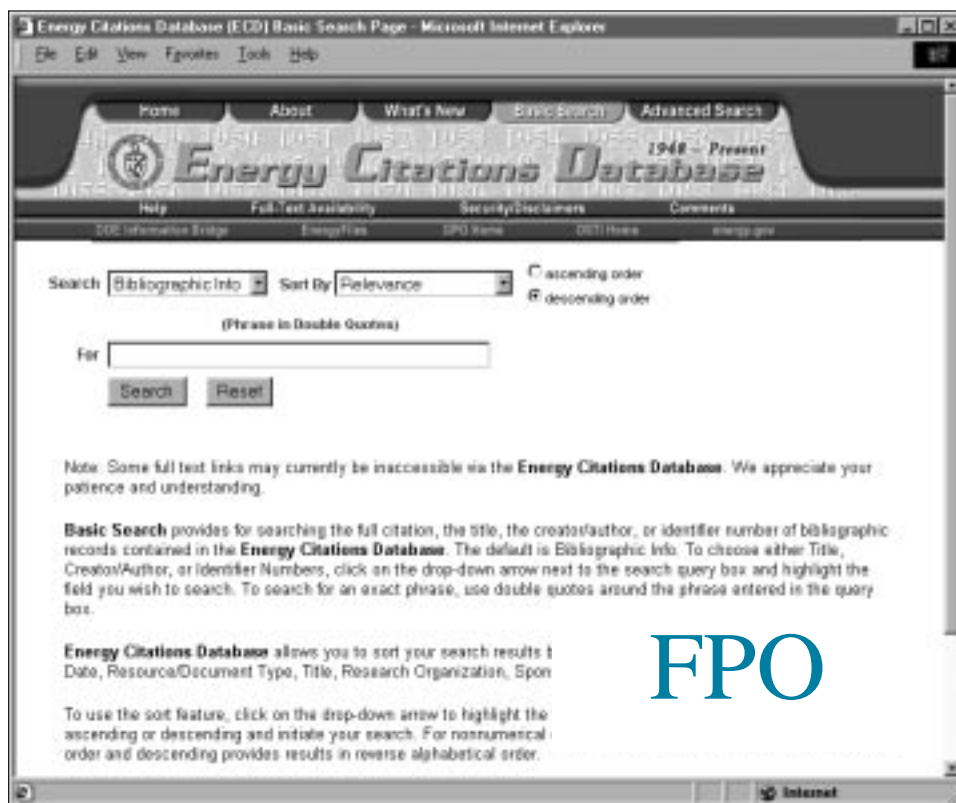 Energy Citations Database (ECD) Basic Search Page - Microsoft Internet Explorer
File Edit View Favorites Tools Help
Home About What's New Basic Search Advanced Search
1948 - Present
Energy Citations Database
Help Full-Text Availability Security/Disclaimers Comments
DOE Information Bridge EnergyFiles GPO Home OSTI Home energy.gov
Search Bibliographic Info Sort By Relevance ascending order
descending order
(Phrase in Double Quotes)
For
Search Reset
Note: Some full text links may currently be inaccessible via the Energy Citations Database. We appreciate your
patience and understanding.
Basic Search provides for searching the full citation, the title, the creator/author, or identifier number of bibliographic
records contained in the Energy Citations Database. The default is Bibliographic Info. To choose either Title,
Creator/Author, or Identifier Numbers, click on the drop-down arrow next to the search query box and highlight the
field you wish to search. To search for an exact phrase, use double quotes around the phrase entered in the query
box.
Energy Citations Database allows you to sort your search results b
Date, Resource/Document Type, Title, Research Organization, Spon
FPO
To use the sort feature, click on the drop-down arrow to highlight the
ascending or descending and initiate your search. For nonnumerical
order and descending provides results in reverse alphabetical order.
Internet